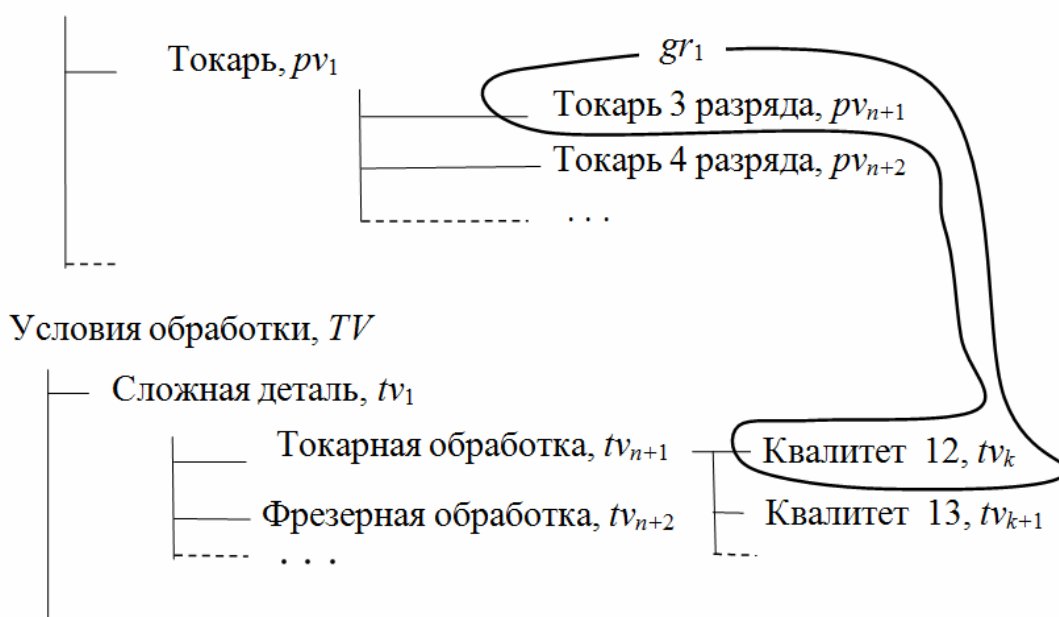 gr₁
Токарь, pv₁
Токарь 3 разряда, pvₙ₊₁
Токарь 4 разряда, pvₙ₊₂
. . .
Условия обработки, TV
Сложная деталь, tv₁
Токарная обработка, tvₙ₊₁
Квалитет 12, tvₖ
Фрезерная обработка, tvₙ₊₂
Квалитет 13, tvₖ₊₁
. . .